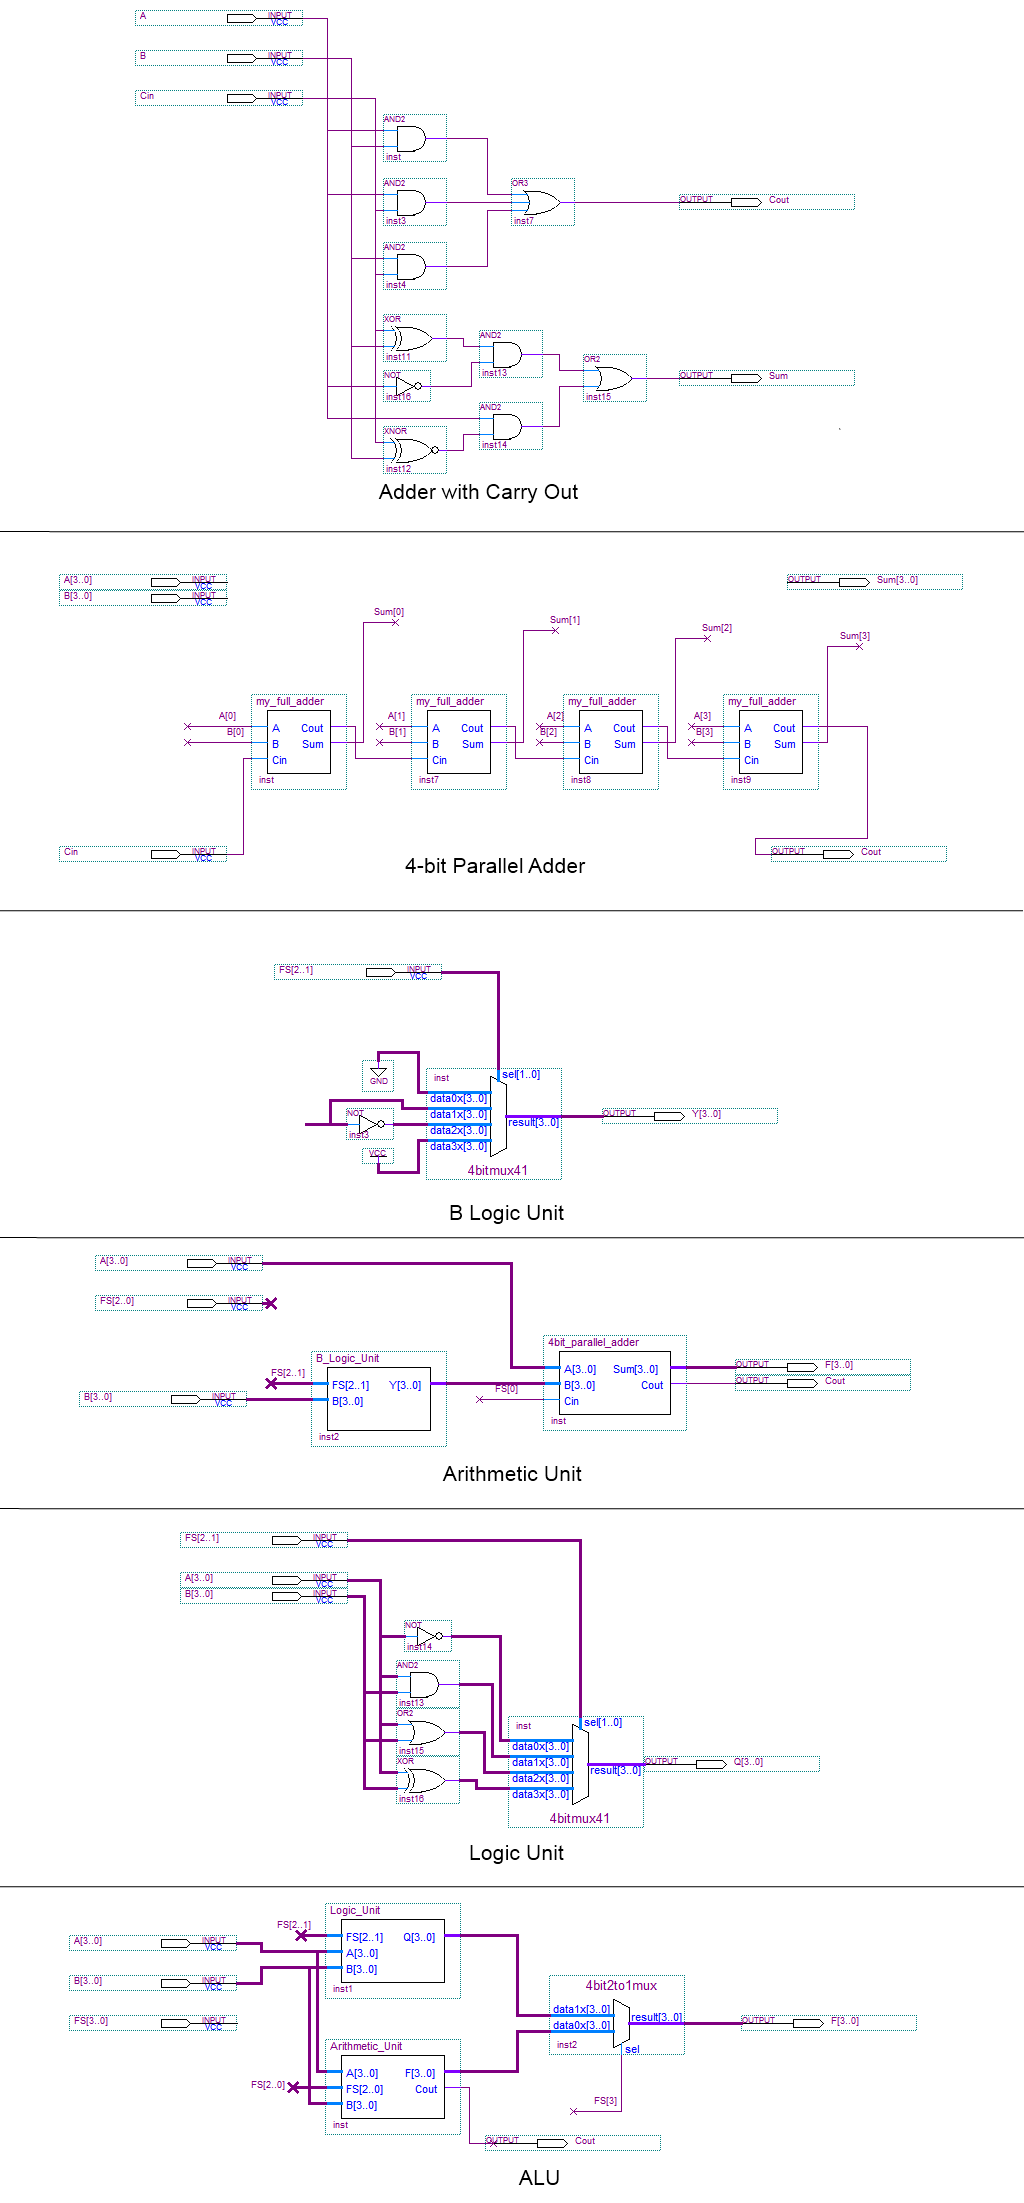 A INPUT VCC
B INPUT VCC
Cin INPUT VCC
AND2
inst
AND2
OR3
OUTPUT Cout
inst3
inst7
AND2
inst4
XOR
AND2
inst11
inst13
OR2
NOT
OUTPUT Sum
inst16
inst15
AND2
XNOR
inst14
inst12
Adder with Carry Out
A[3..0] INPUT VCC
OUTPUT Sum[3..0]
B[3..0] INPUT VCC
Sum[0]
Sum[1]
Sum[2]
Sum[3]
my_full_adder my_full_adder my_full_adder my_full_adder
A[0] A Cout A[1] A Cout A[2] A Cout A[3] A Cout
B[0] B Sum B[1] B Sum B[2] B Sum B[3] B Sum
Cin Cin Cin Cin
inst inst7 inst8 inst9
Cin INPUT VCC
OUTPUT Cout
4-bit Parallel Adder
FS[2..1] INPUT VCC
inst sel[1..0]
GND
data0x[3..0]
NOT data1x[3..0]
result[3..0] OUTPUT Y[3..0]
inst3 data2x[3..0]
VCC data3x[3..0]
4bitmux41
B Logic Unit
A[3..0] INPUT VCC
FS[2..0] INPUT VCC
4bit_parallel_adder
B_Logic_Unit
A[3..0] Sum[3..0] OUTPUT F[3..0]
FS[2..1] FS[2..1] Y[3..0]
B[3..0] Cout OUTPUT Cout
B[3..0] INPUT VCC B[3..0]
FS[0] Cin
inst
inst2
Arithmetic Unit
FS[2..1] INPUT VCC
A[3..0] INPUT VCC
B[3..0] INPUT VCC
NOT
inst14
AND2
inst13
OR2
inst sel[1..0]
data0x[3..0]
inst15
XOR data1x[3..0]
result[3..0] OUTPUT Q[3..0]
data2x[3..0]
inst16 data3x[3..0]
4bitmux41
Logic Unit
Logic_Unit
FS[2..1] FS[2..1] Q[3..0]
A[3..0] INPUT VCC A[3..0]
B[3..0]
B[3..0] INPUT VCC
inst1
4bit2to1mux
FS[3..0] INPUT VCC
data1x[3..0]
result[3..0] OUTPUT F[3..0]
data0x[3..0]
inst2 sel
Arithmetic_Unit
A[3..0] F[3..0]
FS[2..0] FS[2..0] Cout
B[3..0]
FS[3]
inst
OUTPUT Cout
ALU